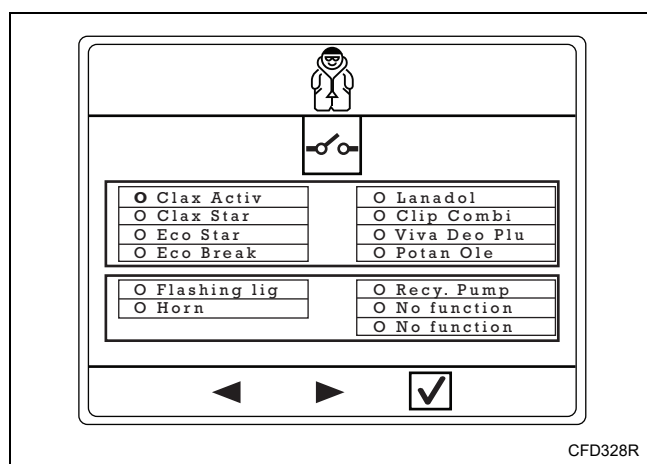 O Clax Activ
O Clax Star
O Eco Star
O Eco Break
O Lanadol
O Clip Combi
O Viva Deo Plu
O Potan Ole
O Flashing lig
O Horn
O Recy. Pump
O No function
O No function
CFD328R